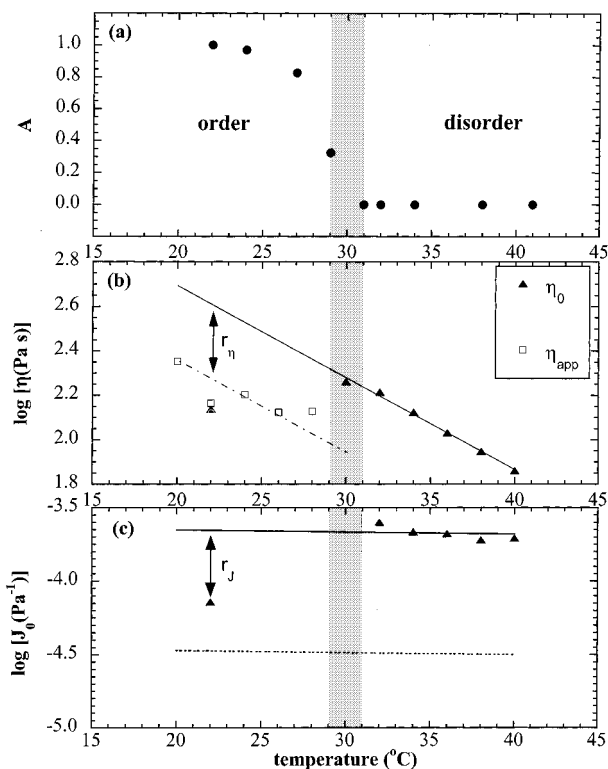 (a)
1.0
0.8
0.6
0.4
0.2
0.0
A
order
disorder
15 20 25 30 35 40 45
(b)
2.8
2.6
2.4
2.2
2.0
1.8
log [η(Pa s)]
r_η
▲ η₀
□ η_app
-3.5
(c)
-4.0
-4.5
-5.0
log [J₀(Pa⁻¹)]
r_J
15 20 25 30 35 40 45
15 20 25 30 35 40 45
temperature (°C)